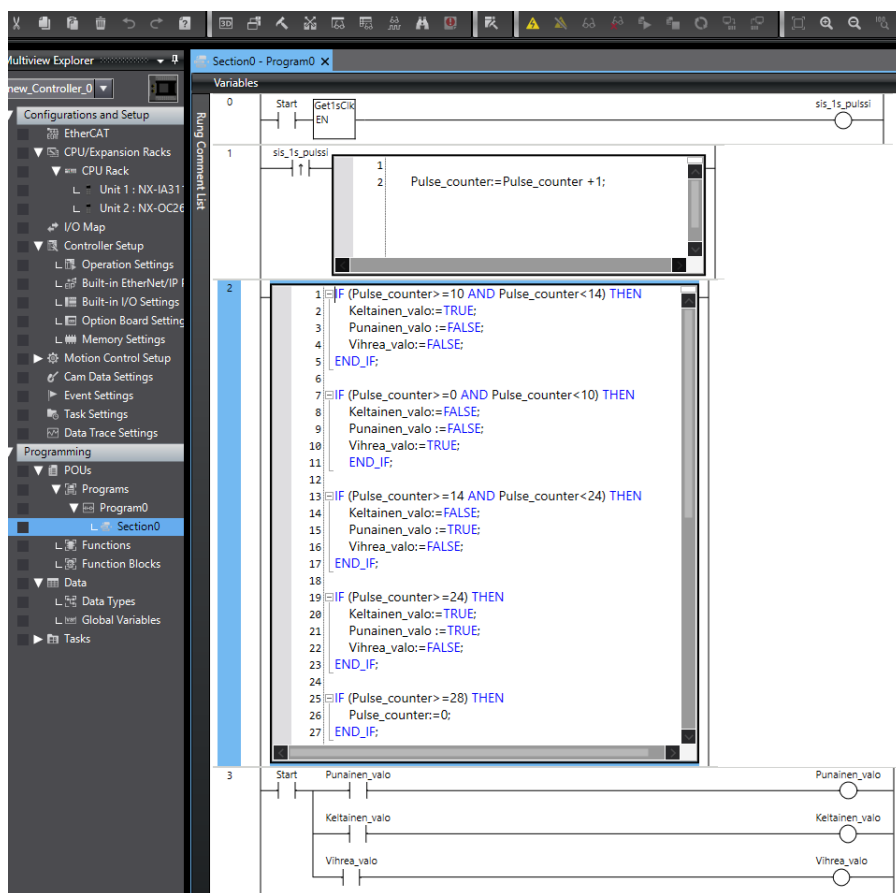 3D
Multiview Explorer
Section0 - Program0
new_Controller_0
Variables
Rung Comment List
Configurations and Setup
EtherCAT
CPU/Expansion Racks
CPU Rack
Unit 1 : NX-IA311
Unit 2 : NX-OC26
I/O Map
Controller Setup
Operation Settings
Built-in EtherNet/IP
Built-in I/O Settings
Option Board Setting
Memory Settings
Motion Control Setup
Cam Data Settings
Event Settings
Task Settings
Data Trace Settings
Programming
POUs
Programs
Program0
Section0
Functions
Function Blocks
Data
Data Types
Global Variables
Tasks
0
Start
Get1sClk
EN
sis_1s_pulssi
1
sis_1s_pulssi
1
2 Pulse_counter:=Pulse_counter +1;
2
1 IF (Pulse_counter>=10 AND Pulse_counter<14) THEN
2 Keltainen_valo:=TRUE;
3 Punainen_valo :=FALSE;
4 Vihrea_valo:=FALSE;
5 END_IF;
6
7 IF (Pulse_counter>=0 AND Pulse_counter<10) THEN
8 Keltainen_valo:=FALSE;
9 Punainen_valo :=FALSE;
10 Vihrea_valo:=TRUE;
11 END_IF;
12
13 IF (Pulse_counter>=14 AND Pulse_counter<24) THEN
14 Keltainen_valo:=FALSE;
15 Punainen_valo :=TRUE;
16 Vihrea_valo:=FALSE;
17 END_IF;
18
19 IF (Pulse_counter>=24) THEN
20 Keltainen_valo:=TRUE;
21 Punainen_valo :=TRUE;
22 Vihrea_valo:=FALSE;
23 END_IF;
24
25 IF (Pulse_counter>=28) THEN
26 Pulse_counter:=0;
27 END_IF;
3
Start
Punainen_valo
Punainen_valo
Keltainen_valo
Keltainen_valo
Vihrea_valo
Vihrea_valo